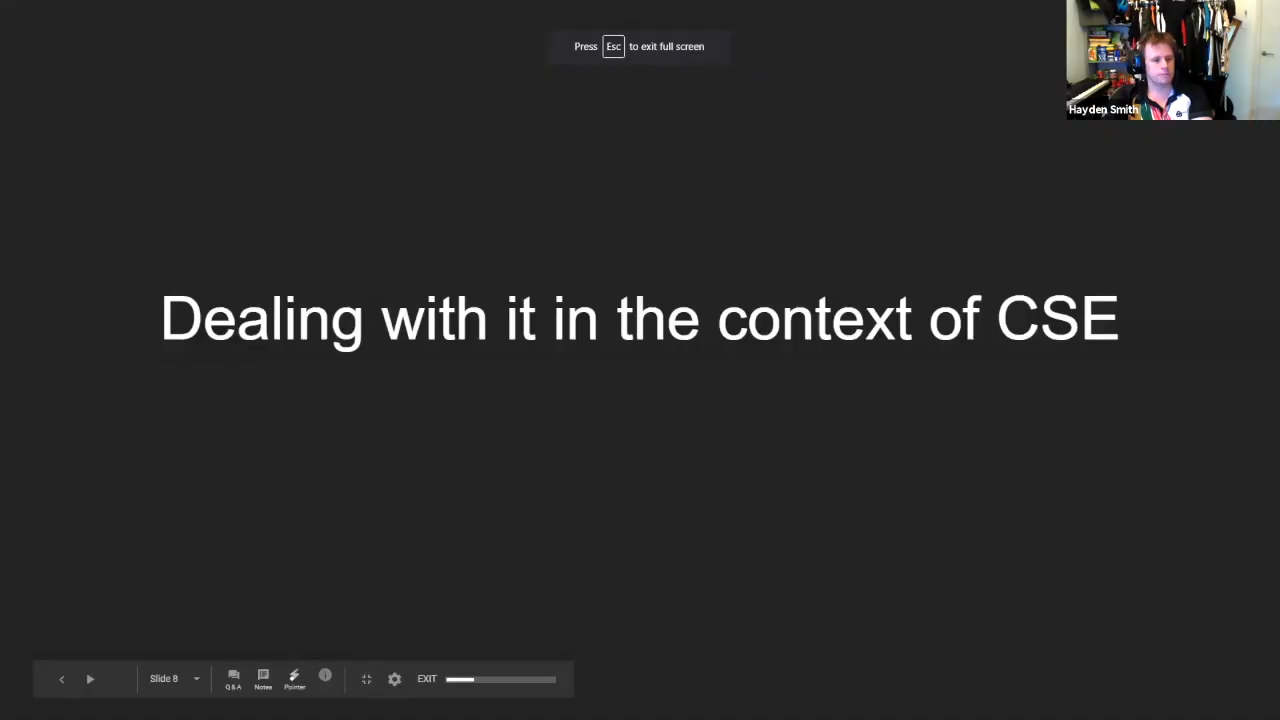 Press Esc to exit full screen
Hayden Smith
Dealing with it in the context of CSE
Slide 8
Q&A
Notes
Pointer
EXIT